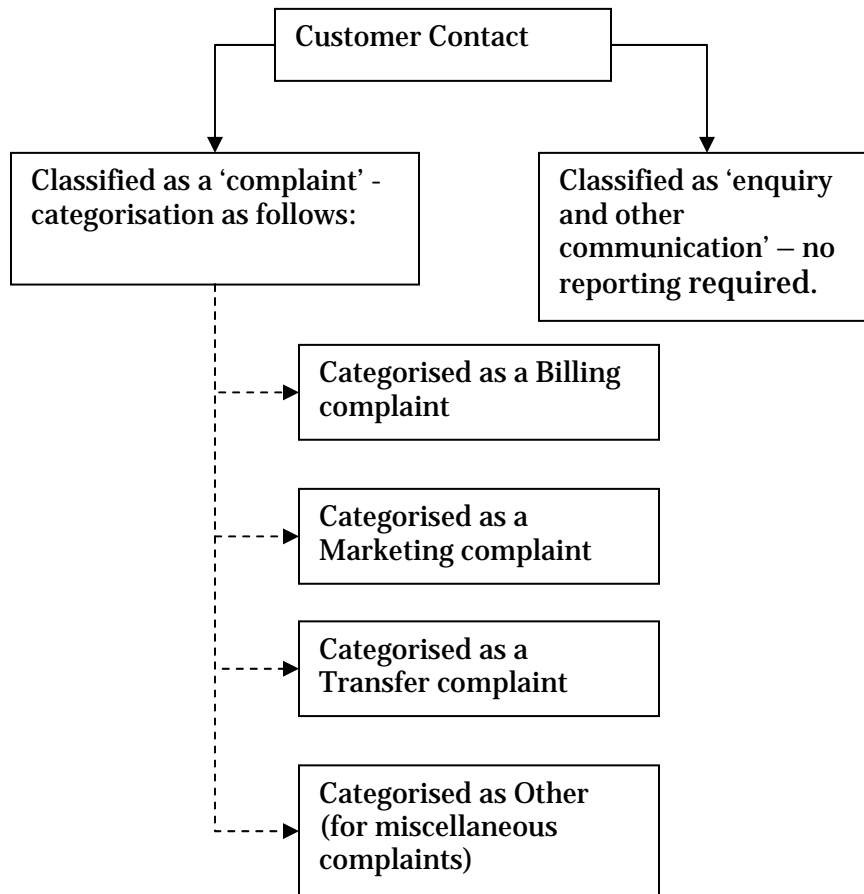 Customer Contact
Classified as a ‘complaint’ -
categorisation as follows:
Classified as ‘enquiry
and other
communication’ – no
reporting required.
Categorised as a Billing
complaint
Categorised as a
Marketing complaint
Categorised as a
Transfer complaint
Categorised as Other
(for miscellaneous
complaints)